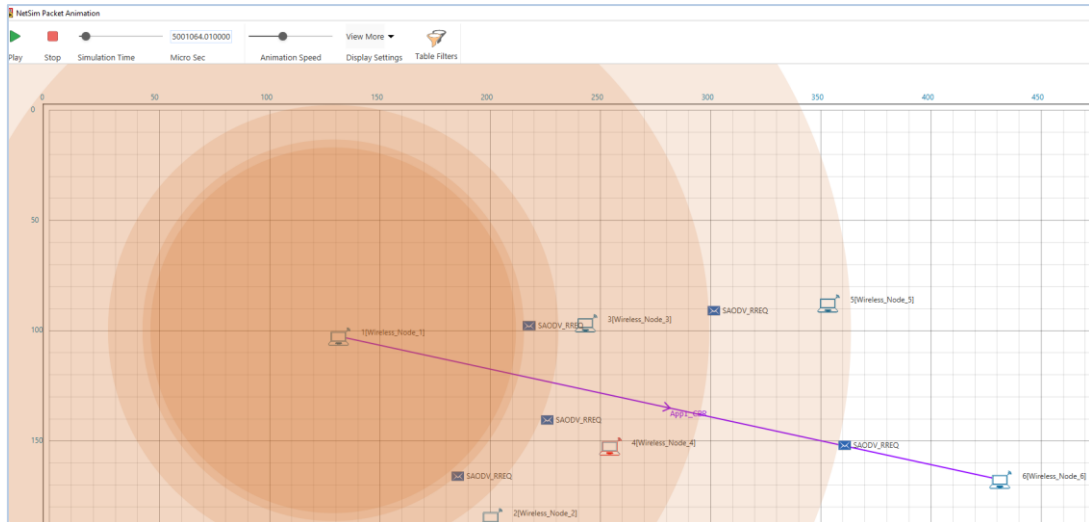 NetSim Packet Animation
5001064.010000
View More
Play
Stop
Simulation Time
Micro Sec
Animation Speed
Display Settings
Table Filters
0 50 100 150 200 250 300 350 400 450
0
50
100
150
1[Wireless_Node_1]
SAODV_RREQ
3[Wireless_Node_3]
SAODV_RREQ
5[Wireless_Node_5]
App1_CBR
SAODV_RREQ
4[Wireless_Node_4]
SAODV_RREQ
SAODV_RREQ
6[Wireless_Node_6]
2[Wireless_Node_2]